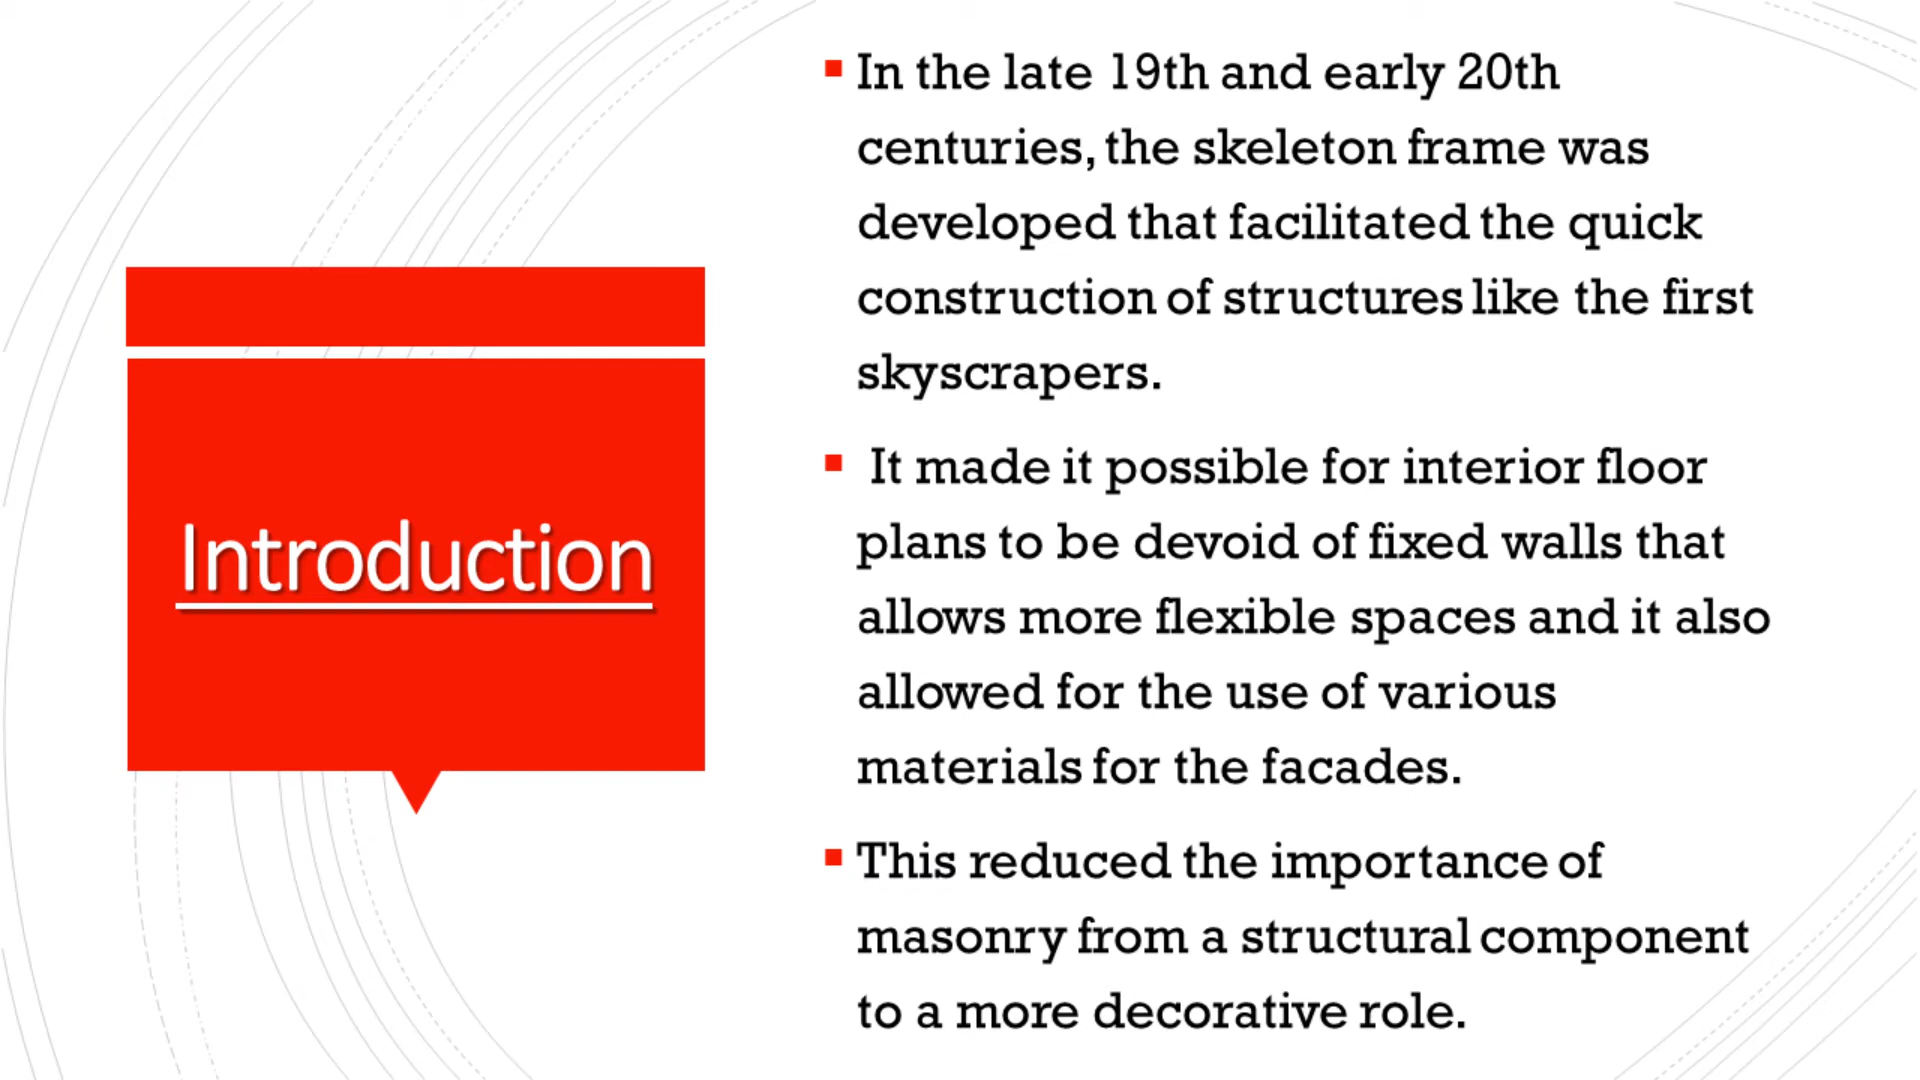 Introduction
▪ In the late 19th and early 20th
centuries, the skeleton frame was
developed that facilitated the quick
construction of structures like the first
skyscrapers.
▪ It made it possible for interior floor
plans to be devoid of fixed walls that
allows more flexible spaces and it also
allowed for the use of various
materials for the facades.
▪ This reduced the importance of
masonry from a structural component
to a more decorative role.